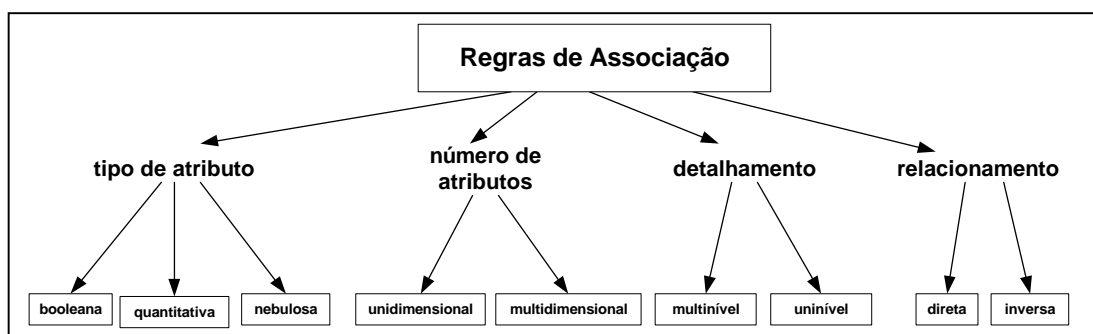 Regras de Associação
tipo de atributo
número de
atributos
detalhamento
relacionamento
booleana
quantitativa
nebulosa
unidimensional
multidimensional
multinível
uninível
direta
inversa